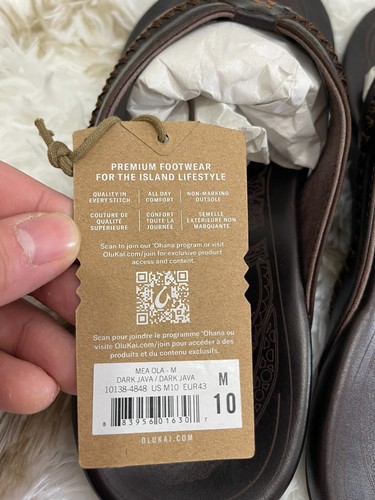 PREMIUM FOOTWEAR
FOR THE ISLAND LIFESTYLE
QUALITY IN
EVERY STITCH
ALL DAY
COMFORT
NON-MARKING
OUTSOLE
COUTURE DE
QUALITÉ
SUPÉRIEURE
CONFORT
TOUTE LA
JOURNÉE
SEMELLE
EXTÉRIEURE NON
MARQUANTE
Scan to join our 'Ohana program or visit
OluKai.com/join for exclusive product
access and content.
Scan pour joindre le programme 'Ohana ou
visite OluKai.com/join pour accéder à des
produits et du contenu exclusifs.
MEA OLA - M
DARK JAVA / DARK JAVA
10138-4848 US M10 EUR43
M
10
8 83956 01630 7
OLUKAI.COM